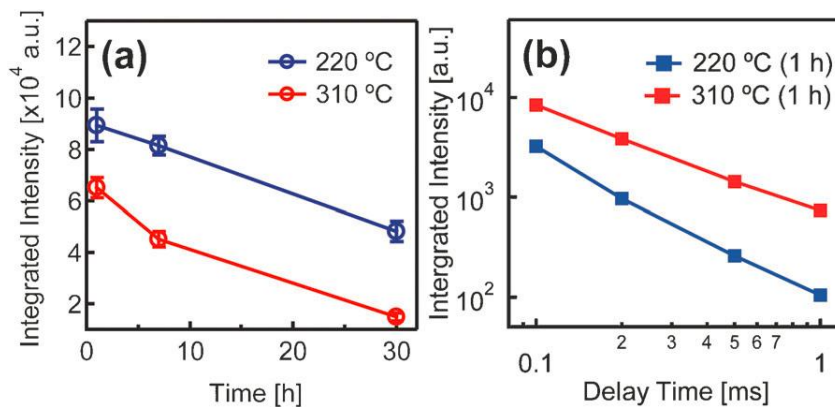 (a)
220 ºC
310 ºC
Integrated Intensity [x10⁴ a.u.]
12
10
8
6
4
2
0
10
20
30
Time [h]
(b)
220 ºC (1 h)
310 ºC (1 h)
Intergrated Intensity [a.u.]
10⁴
10³
10²
0.1
2
3
4
5
6
7
1
Delay Time [ms]